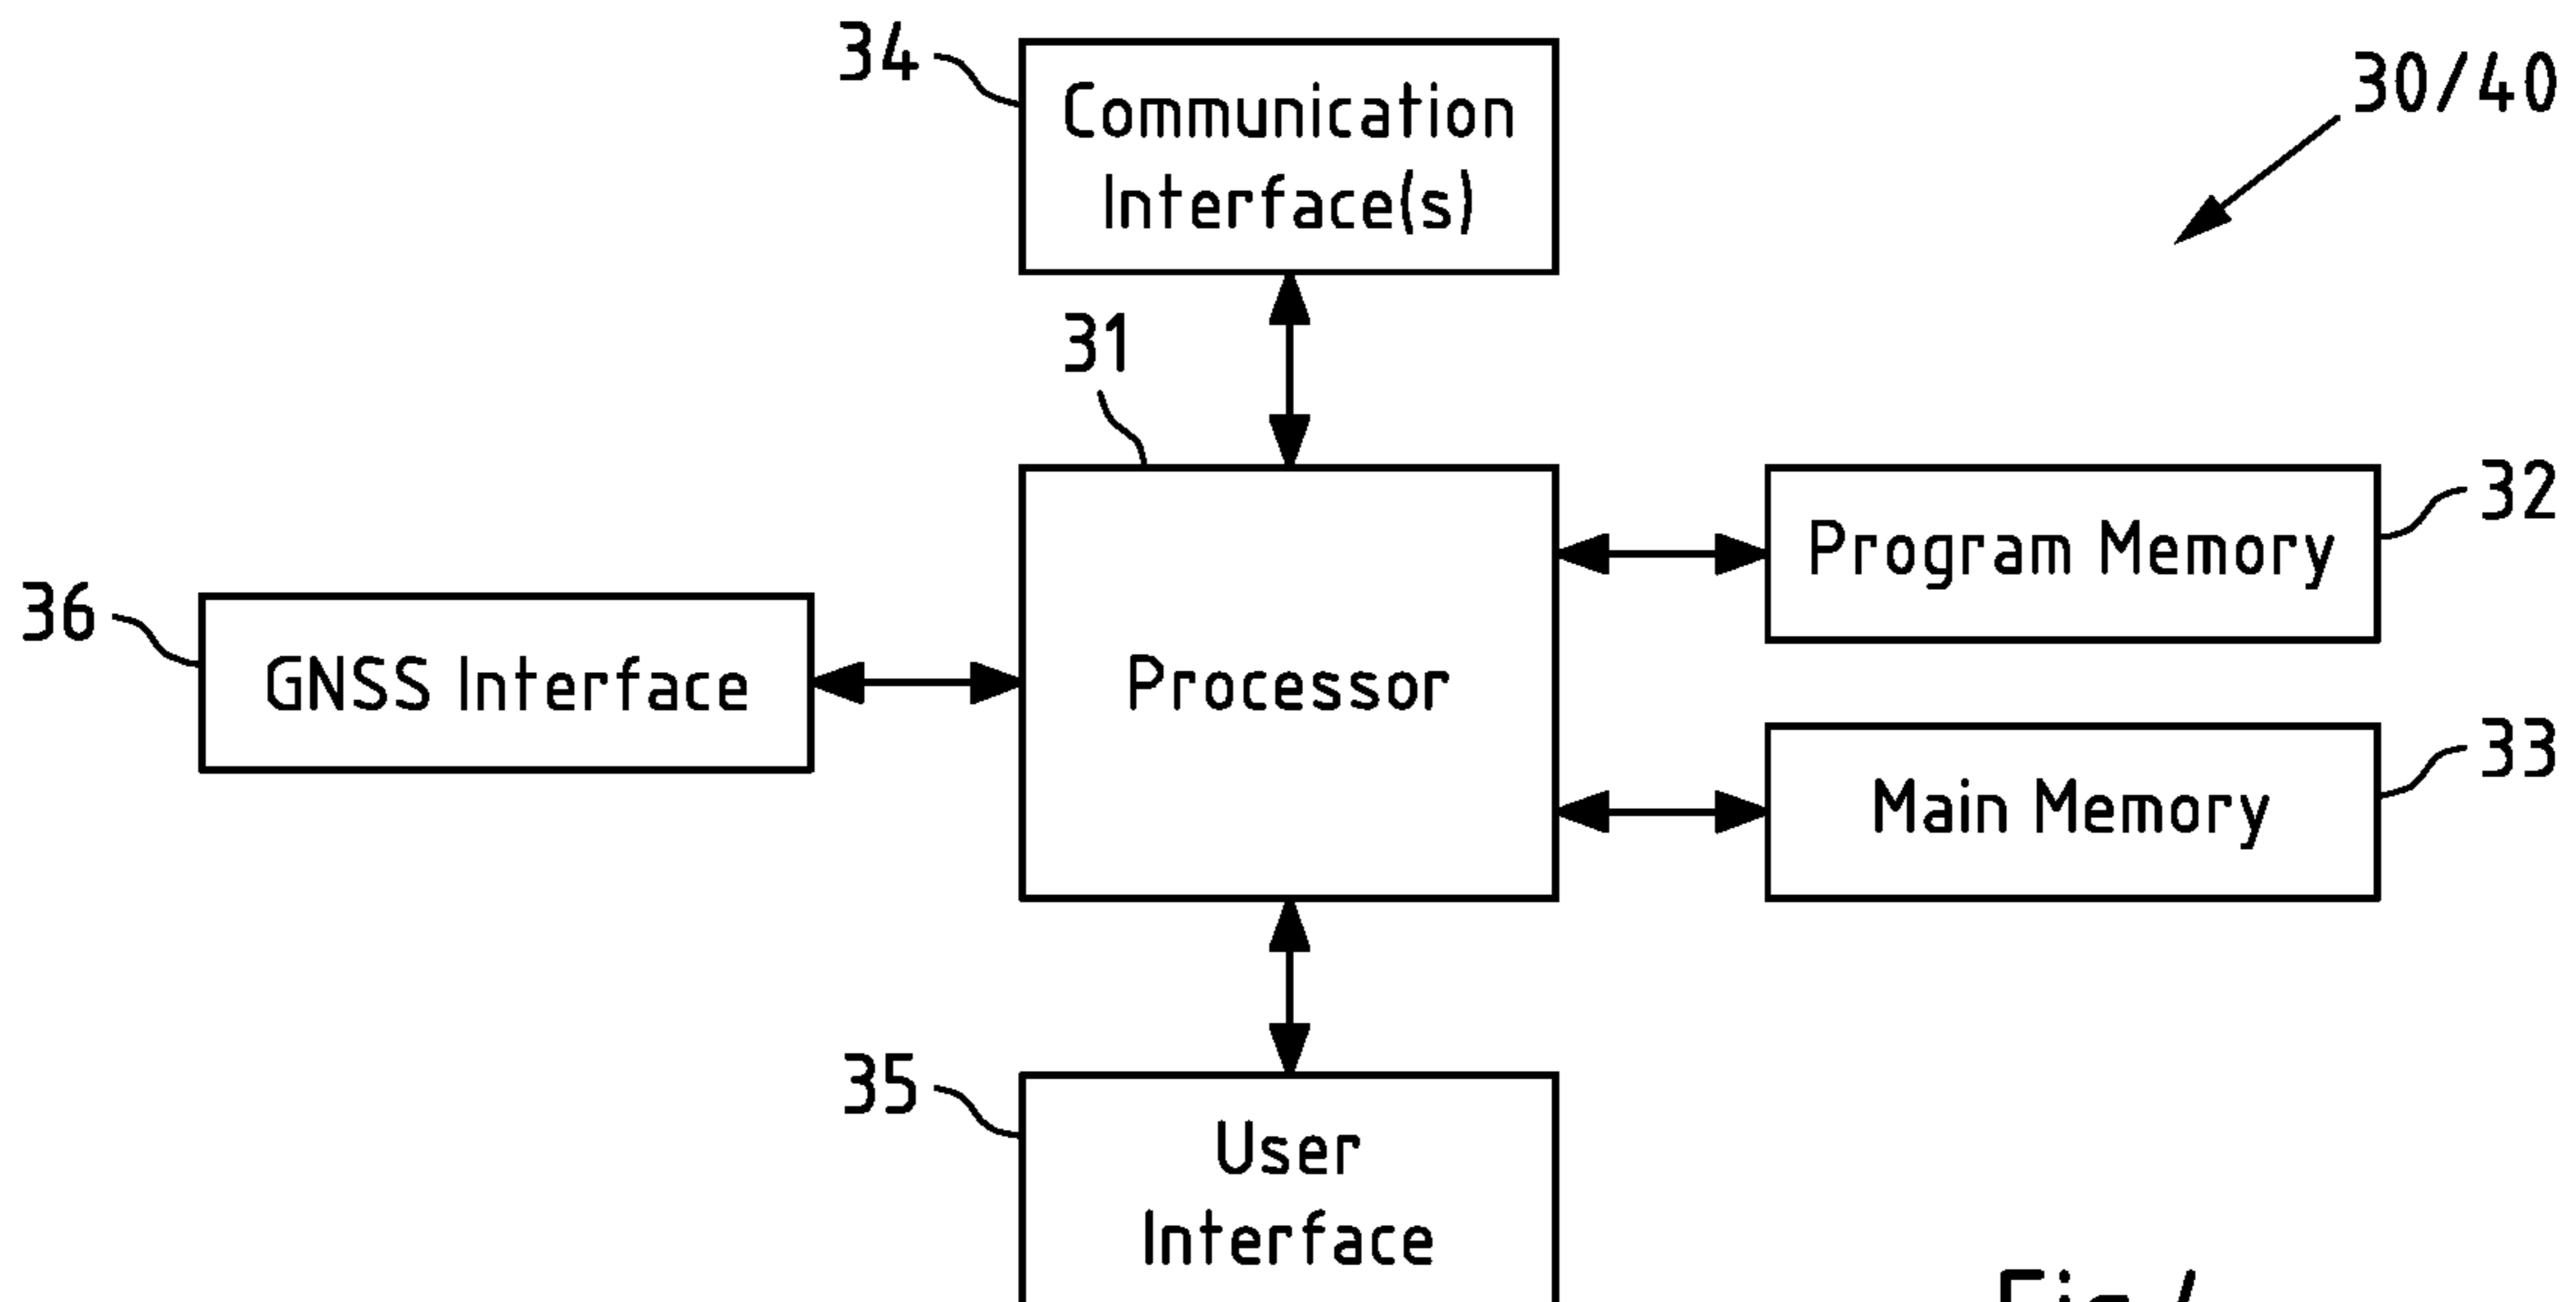 34
Communication
Interface(s)
30/40
31
Processor
32
Program Memory
36
GNSS Interface
33
Main Memory
35
User
Interface